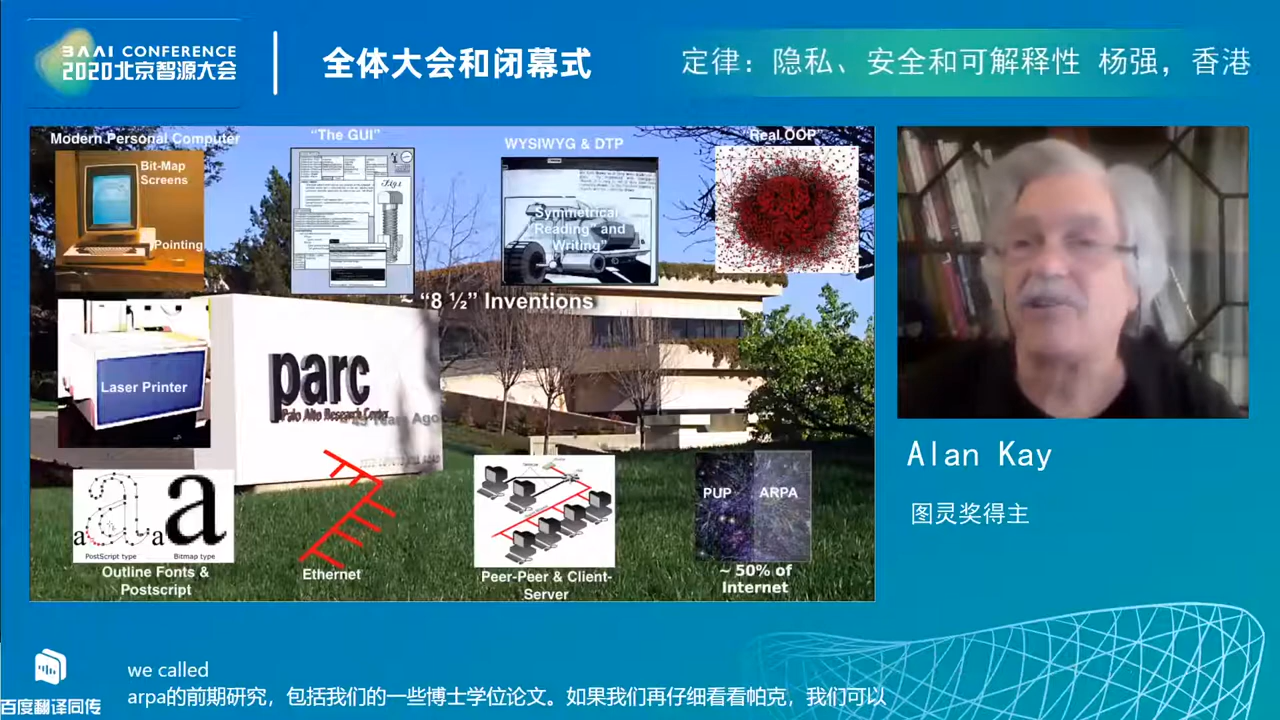 BAAI CONFERENCE
2020北京智源大会
全体大会和闭幕式
定律：隐私、安全和可解释性 杨强，香港
Modern Personal Computer
Bit-Map
Screens
Pointing
“The GUI”
WYSIWYG & DTP
Symmetrical
“Reading” and
Writing”
Real OOP”
~ “8 ½” Inventions
Laser Printer
parc
Palo Alto Research Center
Years Ago
a a
PostScript type
Bitmap type
Outline Fonts &
Postscript
Ethernet
Peer-Peer & Client-
Server
PUP
ARPA
~ 50% of
Internet
Alan Kay
图灵奖得主
we called
arpa的前期研究，包括我们的一些博士学位论文。如果我们再仔细看看帕克，我们可以
百度翻译同传